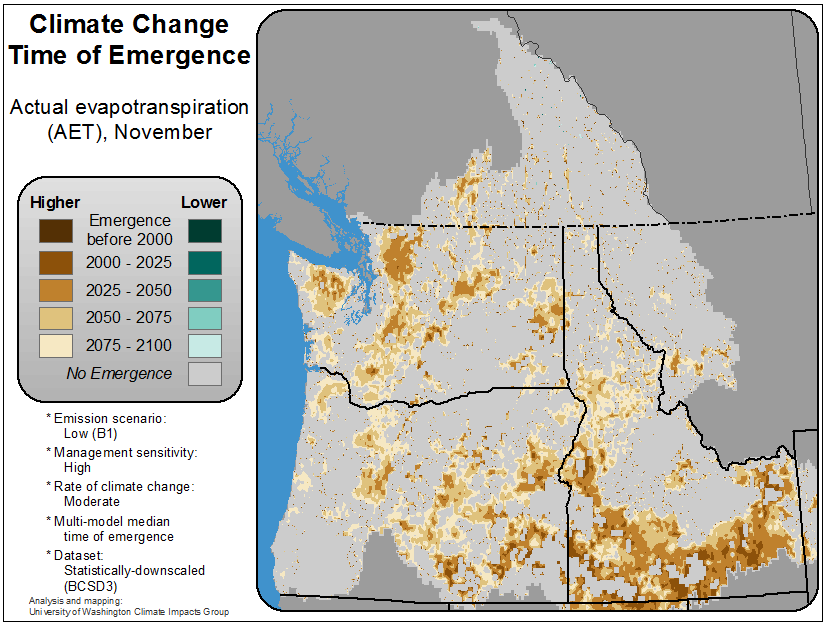 Climate Change
Time of Emergence
Actual evapotranspiration
(AET), November
Higher Lower
Emergence
before 2000
2000 - 2025
2025 - 2050
2050 - 2075
2075 - 2100
No Emergence
* Emission scenario:
Low (B1)
* Management sensitivity:
High
* Rate of climate change:
Moderate
* Multi-model median
time of emergence
* Dataset:
Statistically-downscaled
(BCSD3)
Analysis and mapping:
University of Washington Climate Impacts Group